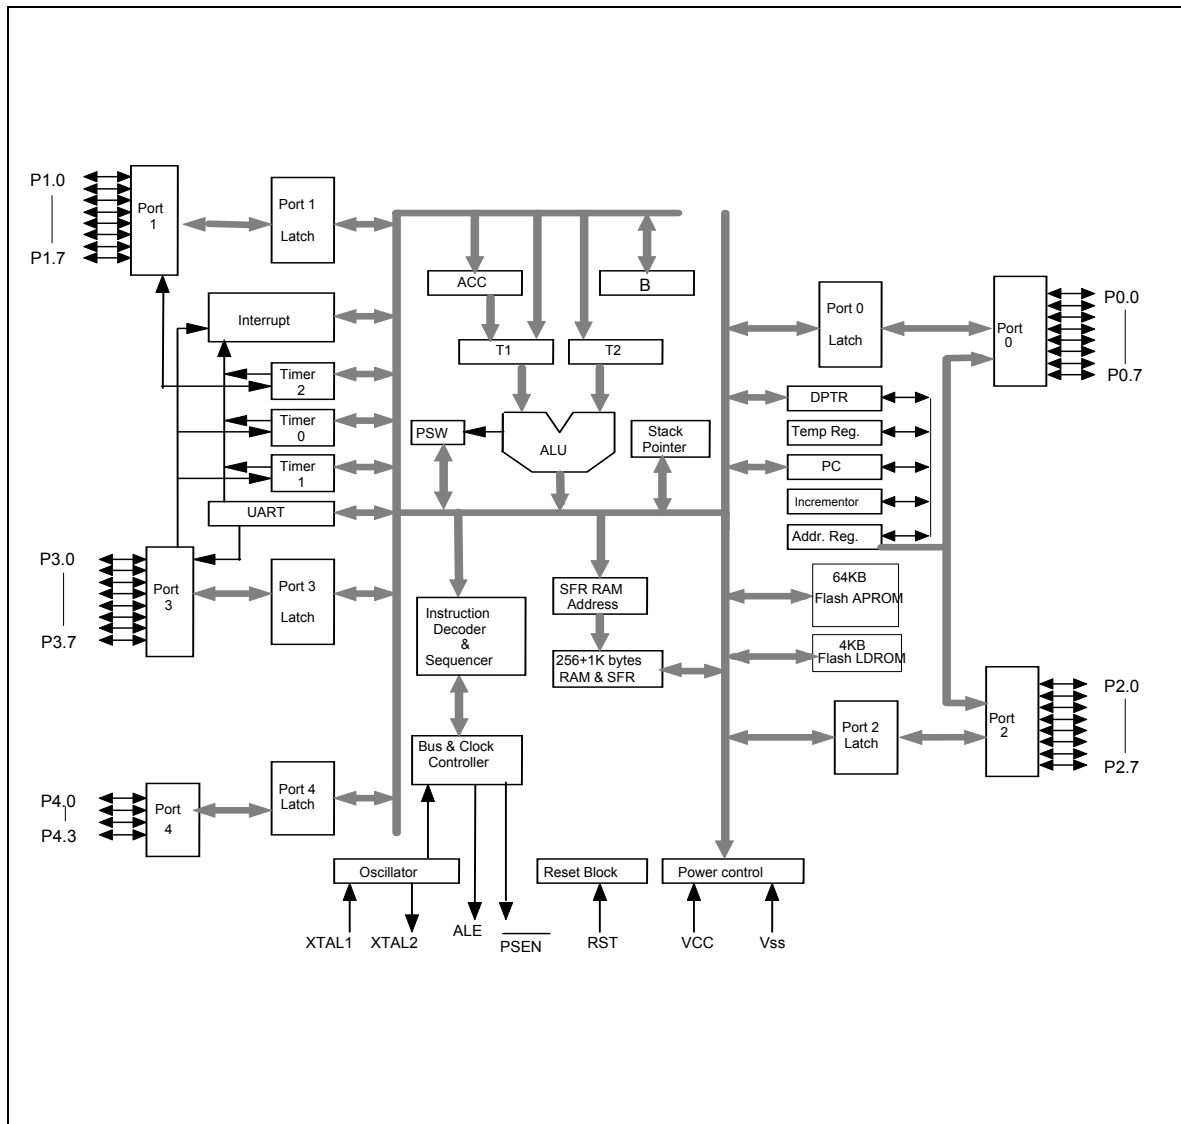 P1.0
P1.7
Port
1
Port 1
Latch
Interrupt
Timer
2
Timer
0
Timer
1
UART
P3.0
P3.7
Port
3
Port 3
Latch
P4.0
P4.3
Port
4
Port 4
Latch
ACC
B
T1
T2
PSW
ALU
Stack
Pointer
Instruction
Decoder
&
Sequencer
SFR RAM
Address
256+1K bytes
RAM & SFR
Bus & Clock
Controller
Oscillator
Reset Block
Power control
XTAL1
XTAL2
ALE
PSEN
RST
VCC
Vss
Port 0
Latch
Port
0
P0.0
P0.7
DPTR
Temp Reg.
PC
Incrementor
Addr. Reg.
64KB
Flash APROM
4KB
Flash LDROM
Port 2
Latch
Port
2
P2.0
P2.7